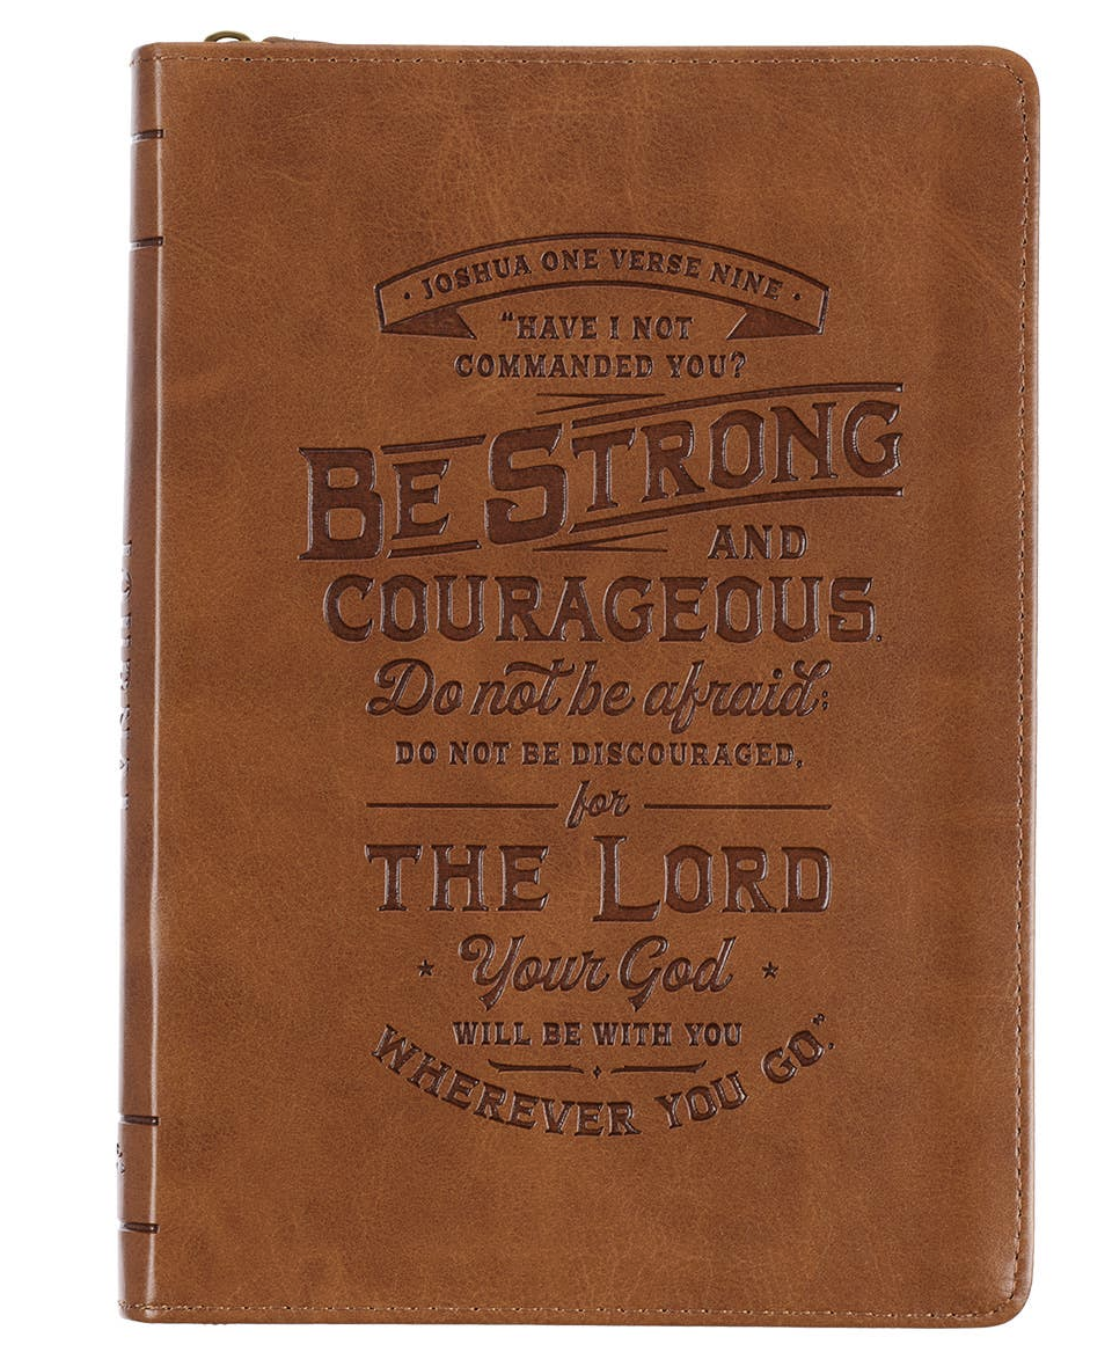 · JOSHUA ONE VERSE NINE ·
"HAVE I NOT
COMMANDED YOU?
BE STRONG
AND
COURAGEOUS.
Do not be afraid;
DO NOT BE DISCOURAGED,
for
THE LORD
Your God
WILL BE WITH YOU
WHEREVER YOU GO."